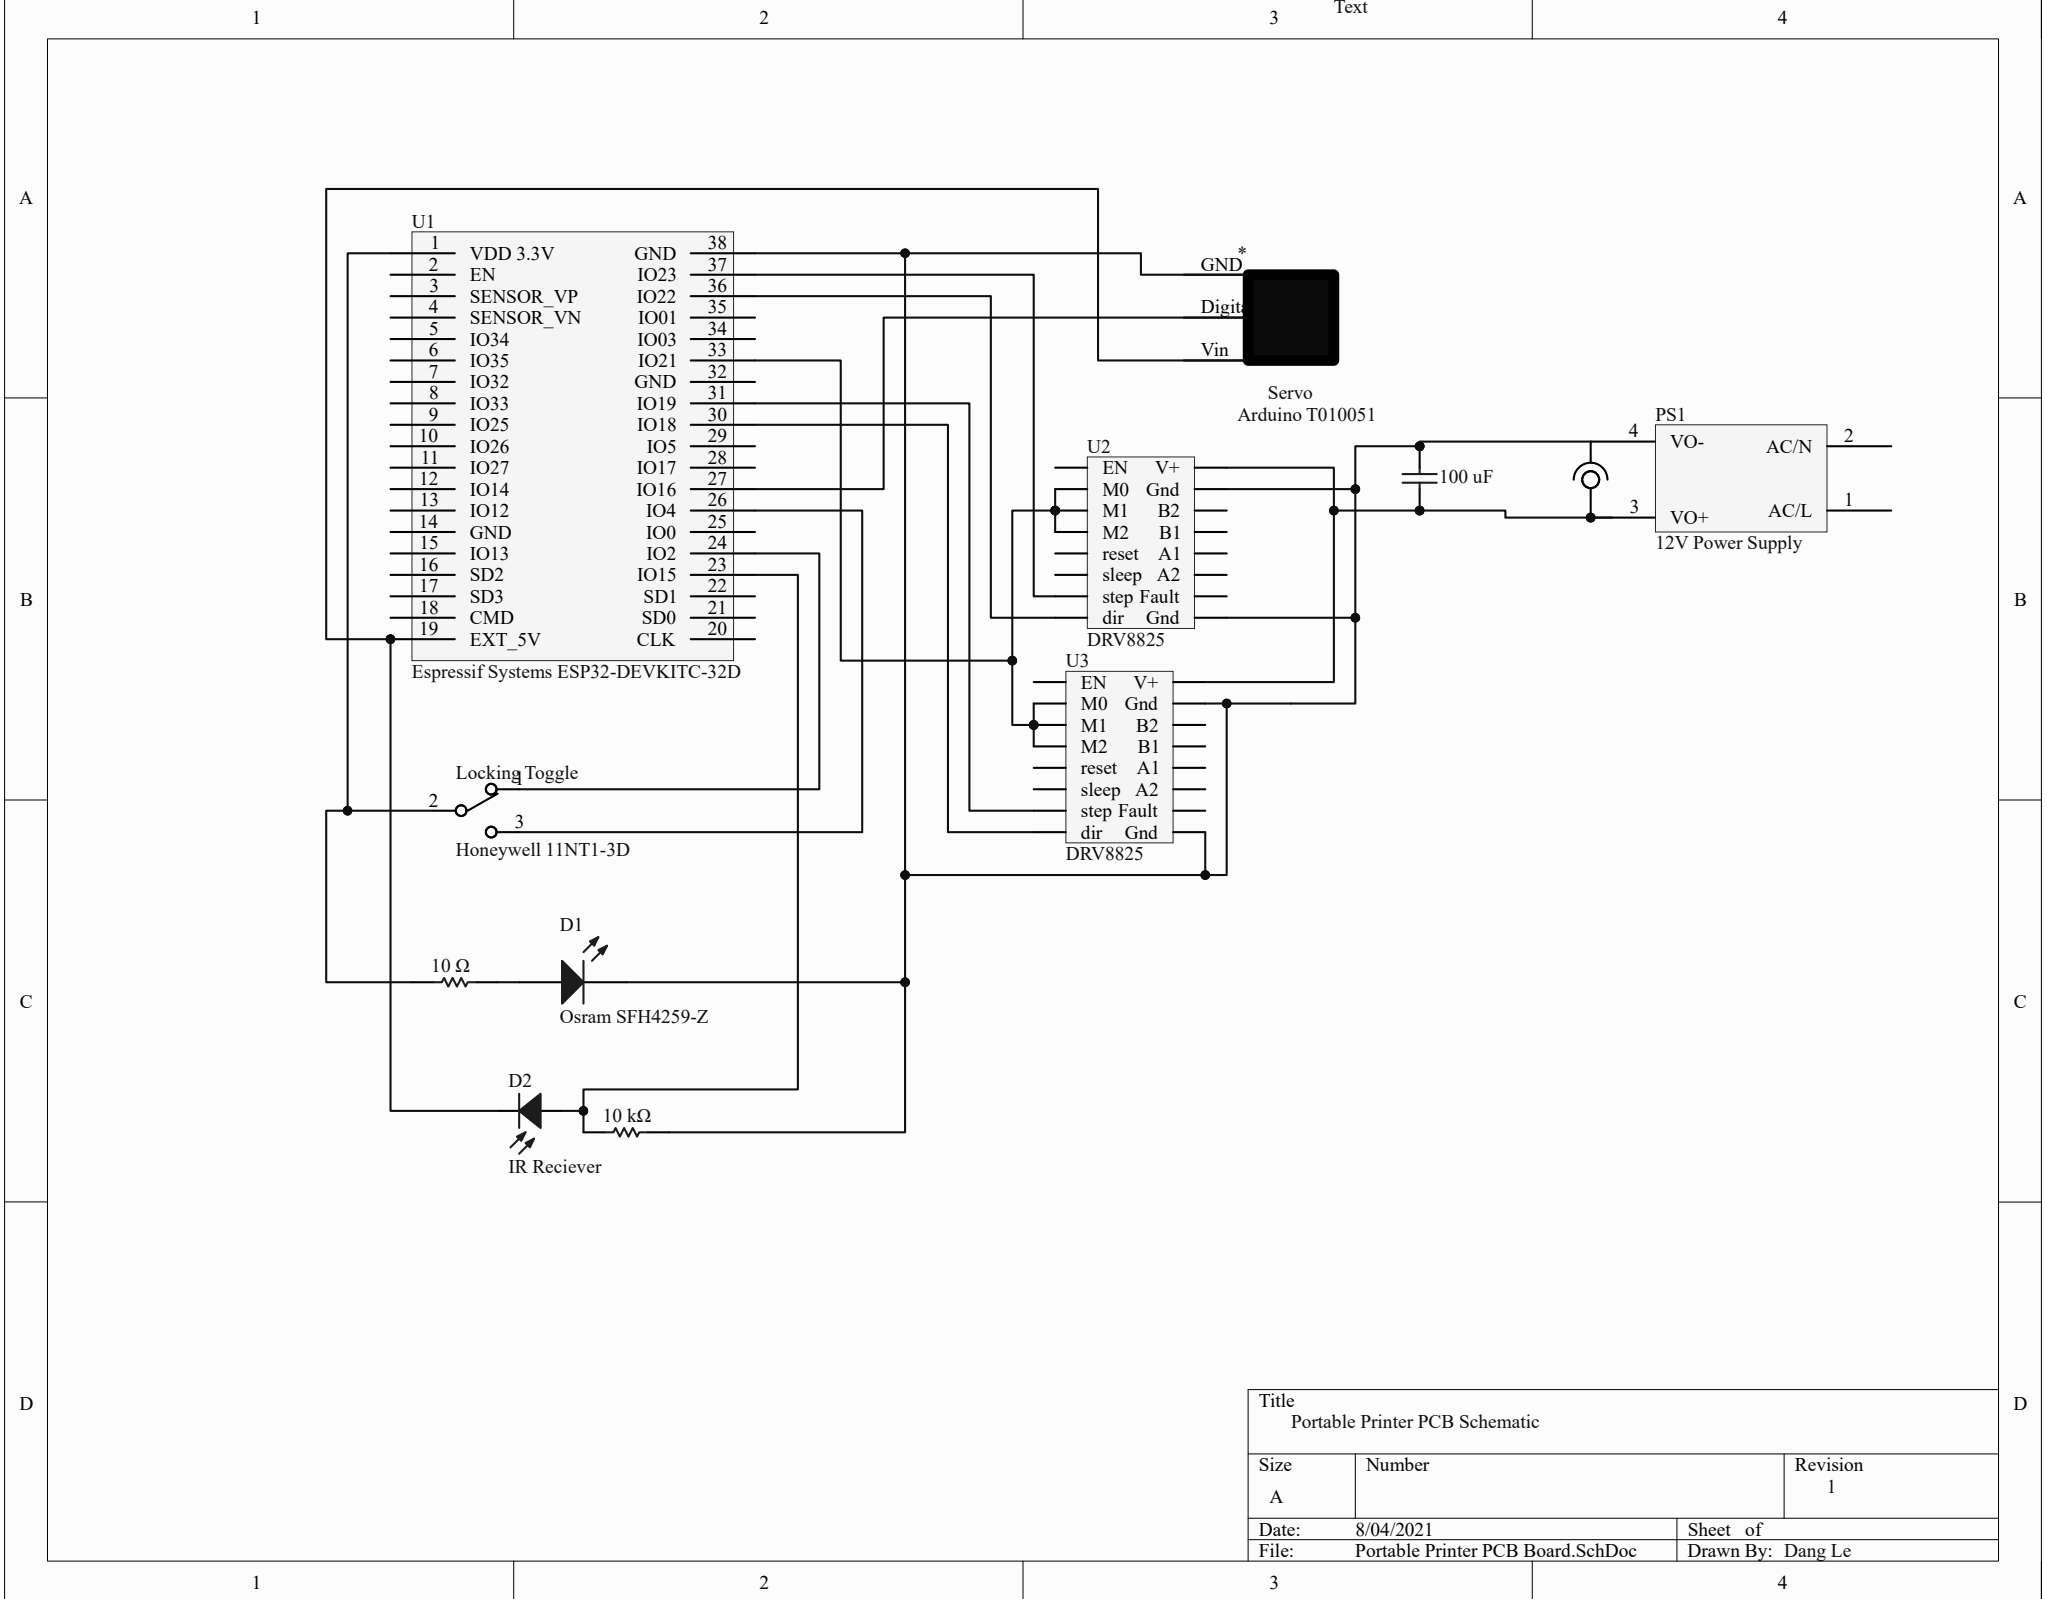 Text
1 2 3 4
A A
B B
C C
D D
U1
1 VDD 3.3V GND 38
2 EN IO23 37
3 SENSOR_VP IO22 36
4 SENSOR_VN IO01 35
5 IO34 IO03 34
6 IO35 IO21 33
7 IO32 GND 32
8 IO33 IO19 31
9 IO25 IO18 30
10 IO26 IO5 29
11 IO27 IO17 28
12 IO14 IO16 27
13 IO12 IO4 26
14 GND IO0 25
15 IO13 IO2 24
16 SD2 IO15 23
17 SD3 SD1 22
18 CMD SD0 21
19 EXT_5V CLK 20
Espressif Systems ESP32-DEVKITC-32D
*
GND
Digita
Vin
Servo
Arduino T010051
U2
EN V+
M0 Gnd
M1 B2
M2 B1
reset A1
sleep A2
step Fault
dir Gnd
DRV8825
U3
EN V+
M0 Gnd
M1 B2
M2 B1
reset A1
sleep A2
step Fault
dir Gnd
DRV8825
100 uF
PS1
4 VO- AC/N 2
3 VO+ AC/L 1
12V Power Supply
Locking Toggle
1
2
3
Honeywell 11NT1-3D
D1
10 Ω
Osram SFH4259-Z
D2
10 kΩ
IR Reciever
Title
Portable Printer PCB Schematic
Size Number Revision
A 1
Date: 8/04/2021 Sheet of
File: Portable Printer PCB Board.SchDoc Drawn By: Dang Le
1 2 3 4